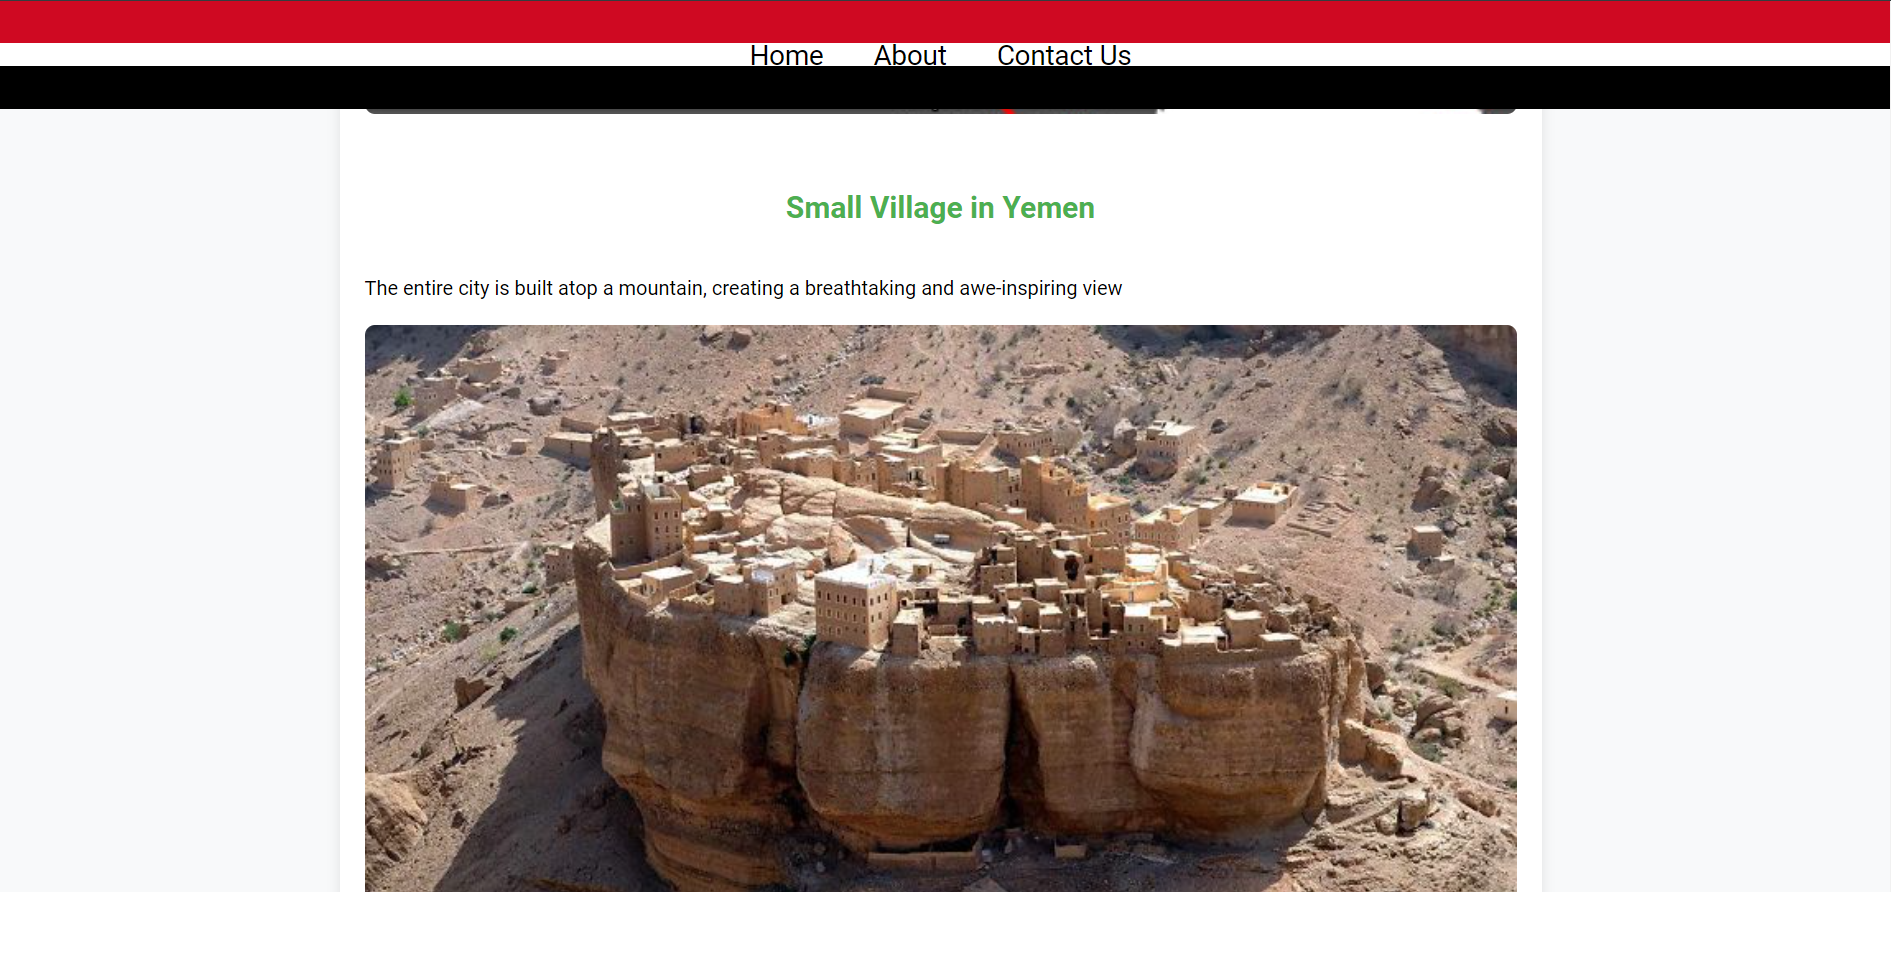 Home About Contact Us
Small Village in Yemen
The entire city is built atop a mountain, creating a breathtaking and awe-inspiring view